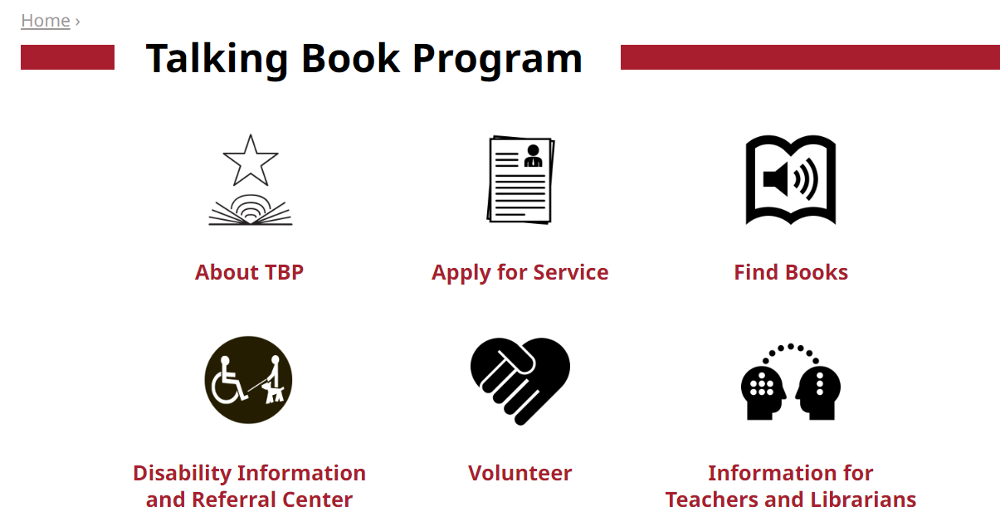 Home ›
Talking Book Program
About TBP
Apply for Service
Find Books
Disability Information
and Referral Center
Volunteer
Information for
Teachers and Librarians